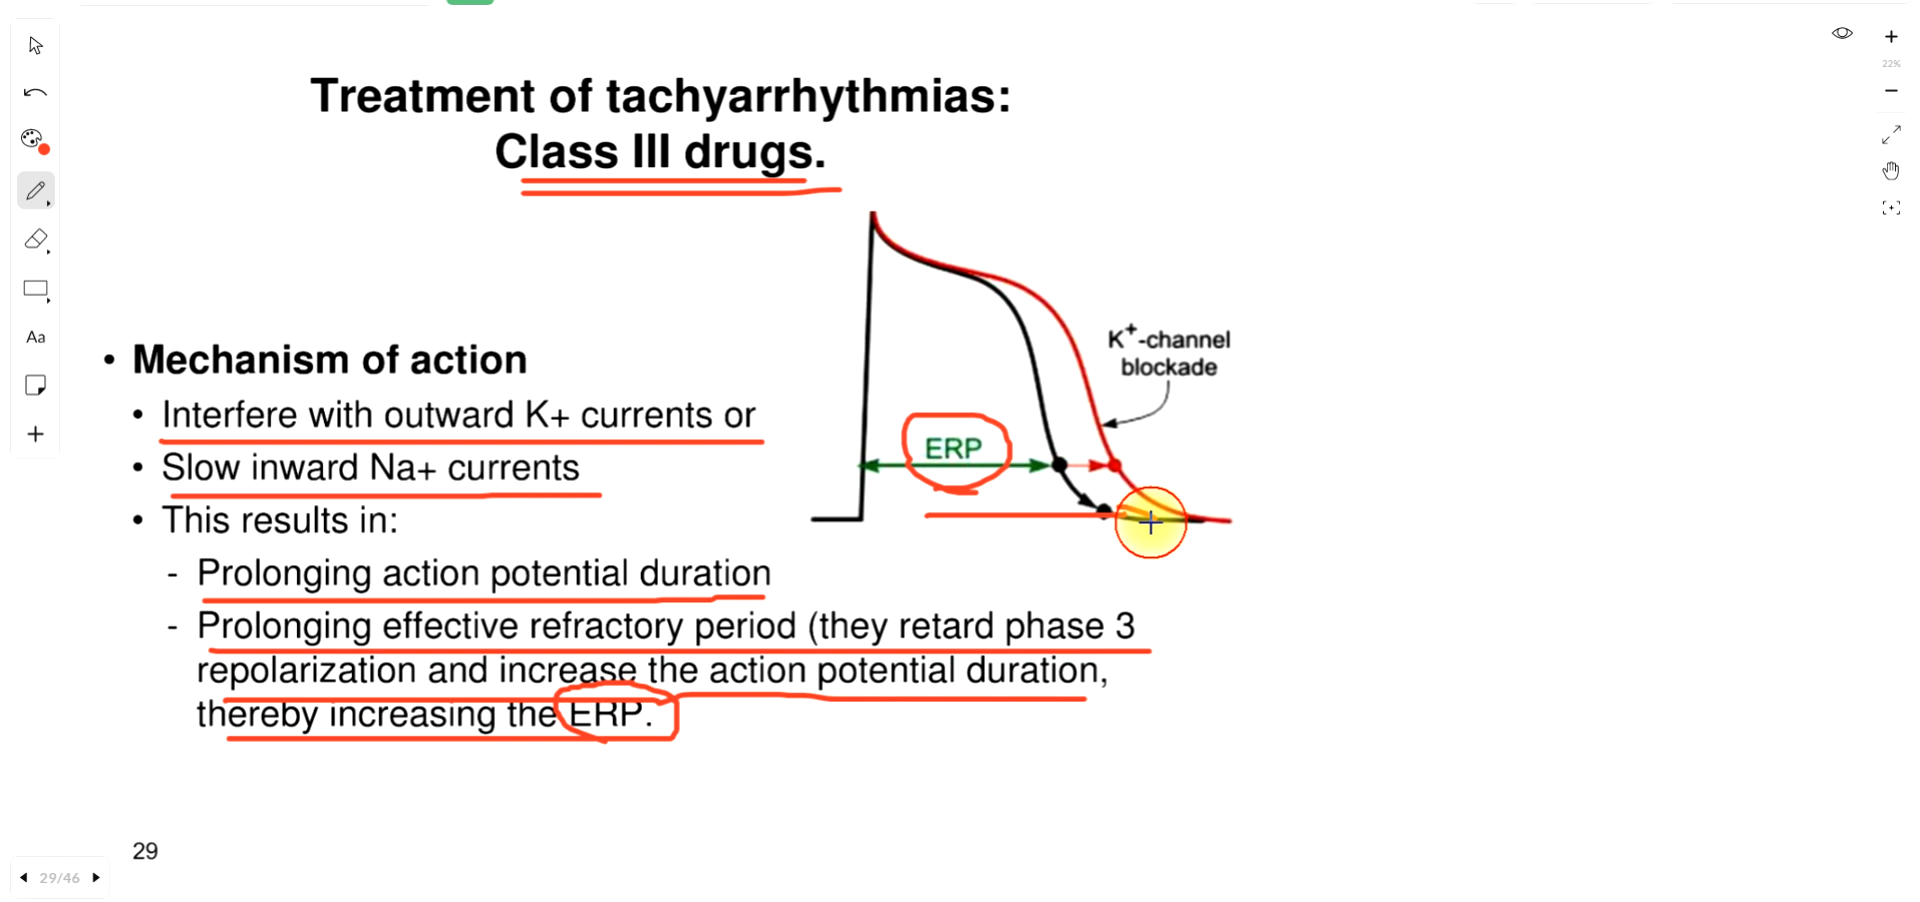 22%
Treatment of tachyarrhythmias:
Class III drugs.
K+-channel
blockade
• Mechanism of action
• Interfere with outward K+ currents or
ERP
• Slow inward Na+ currents
• This results in:
- Prolonging action potential duration
- Prolonging effective refractory period (they retard phase 3
repolarization and increase the action potential duration,
thereby increasing the ERP.
Aa
29
29/46